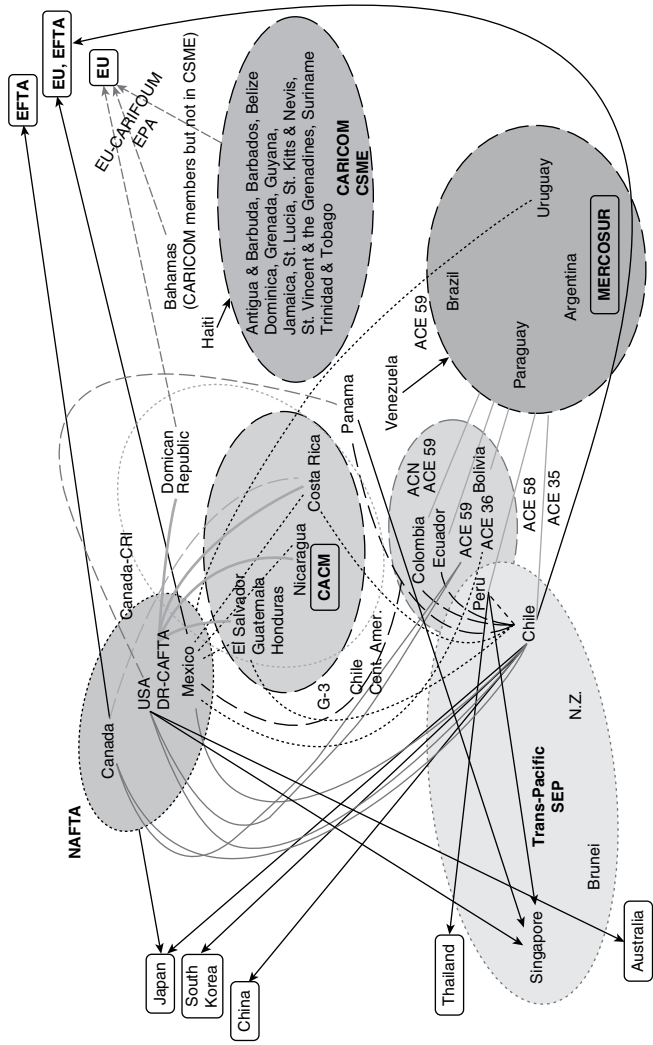 EFTA
EU, EFTA
EU
EU-CARIFOUM
EPA
Bahamas
(CARICOM members but not in CSME)
Haiti
Antigua & Barbuda, Barbados, Belize
Dominica, Grenada, Guyana,
Jamaica, St. Lucia, St. Kitts & Nevis,
St. Vincent & the Grenadines, Suriname
Trinidad & Tobago
CARICOM
CSME
ACE 59
Brazil
Uruguay
Argentina
Paraguay
MERCOSUR
Venezuela
Panama
Domican
Republic
Canada-CRI
Costa Rica
Nicaragua
El Salvador
Guatemala
Honduras
CACM
ACN
ACE 59
Colombia
Ecuador
ACE 59
Bolivia
ACE 36
Peru
ACE 58
ACE 35
Chile
G-3
Chile
Cent. Amer.
NAFTA
Canada
USA
DR-CAFTA
Mexico
N.Z.
Trans-Pacific
SEP
Brunei
Singapore
Japan
South
Korea
China
Thailand
Australia